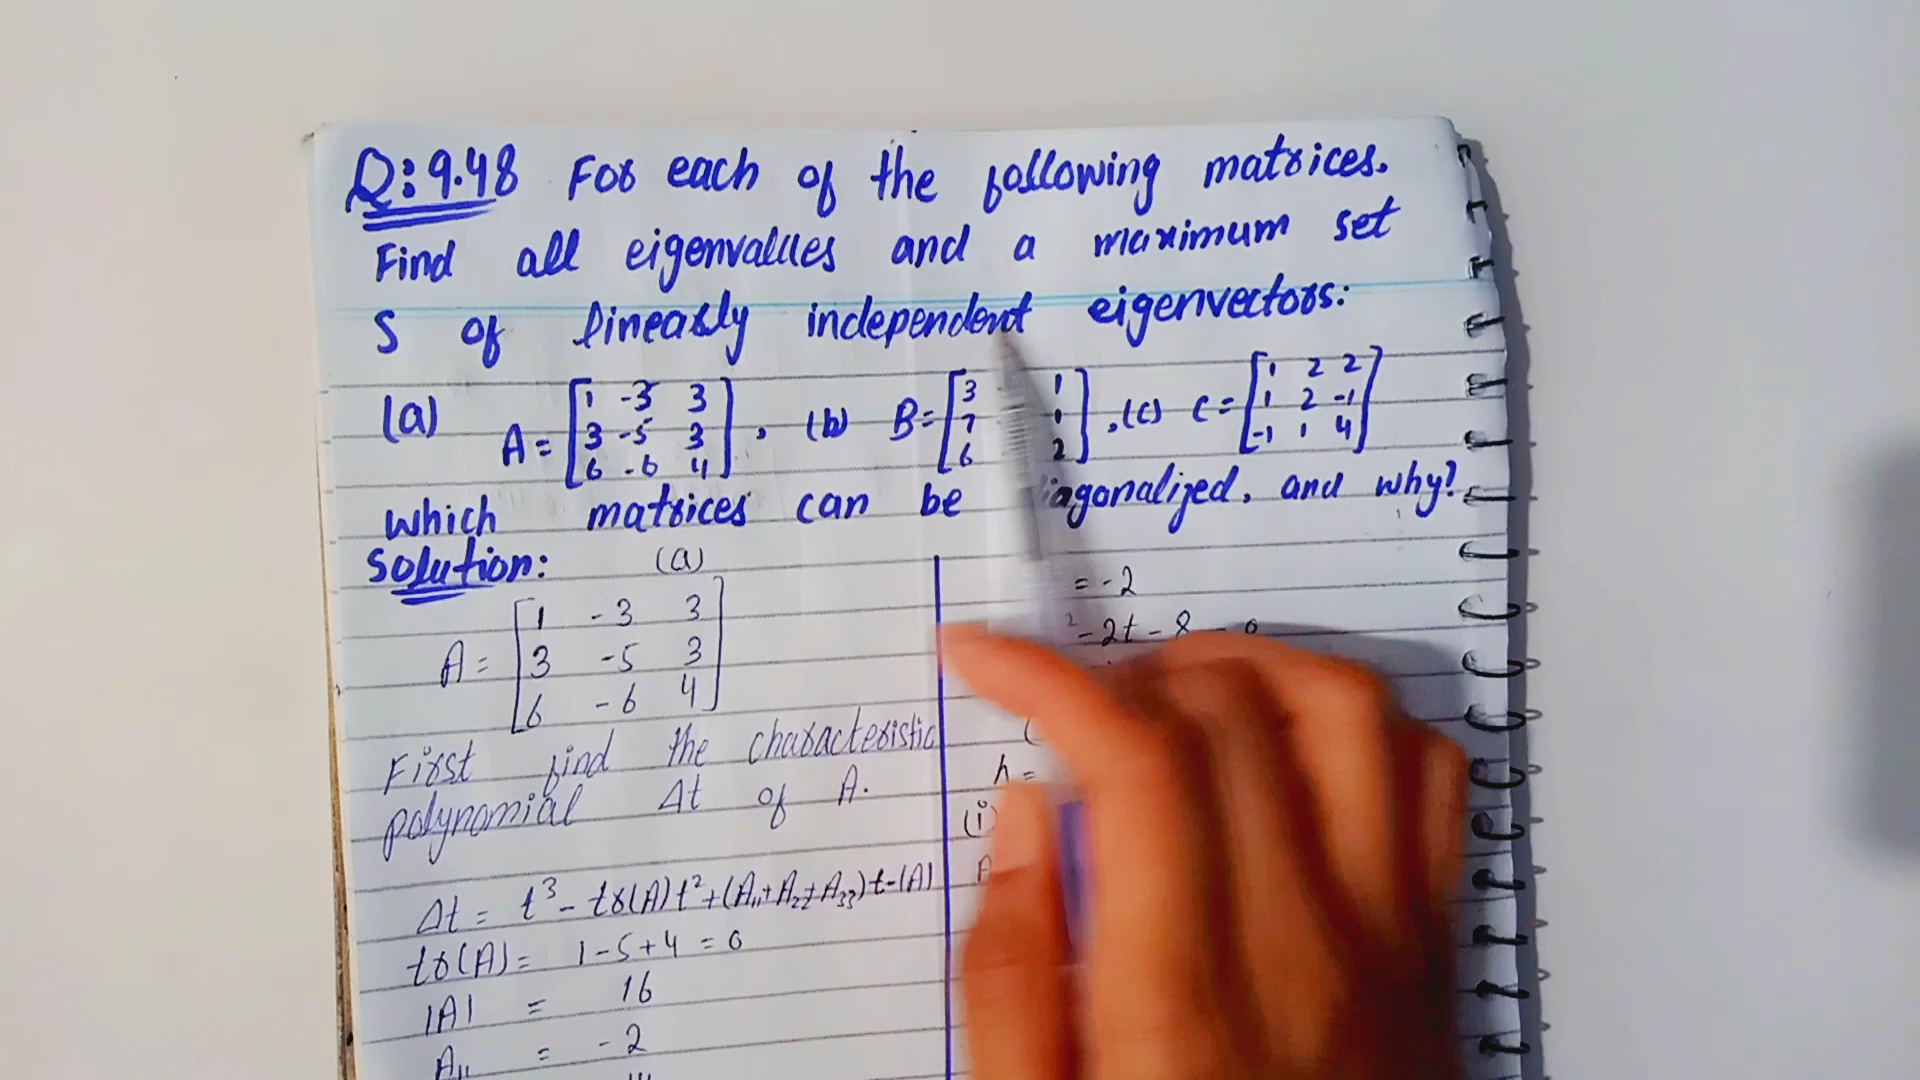 Q:9.48 For each of the following matrices.
Find all eigenvalues and a maximum set
S of linearly independent eigenvectors:
(a) A = [1 -3 3; 3 -5 3; 6 -6 4], (b) B = [3 1; 7 1; 6 2], (c) C = [1 2 2; 1 2 -1; -1 1 4]
which matrices can be diagonalized, and why?
Solution: (a)
A = [1 -3 3; 3 -5 3; 6 -6 4]
First find the characteristic
polynomial Δt of A.
Δt = t³ - tr(A)t² + (A₁₁+A₂₂+A₃₃)t - |A|
tr(A) = 1-5+4 = 0
|A| = 16
A₁₁ = -2
= -2
² - 2t - 8
h =
(i)
A